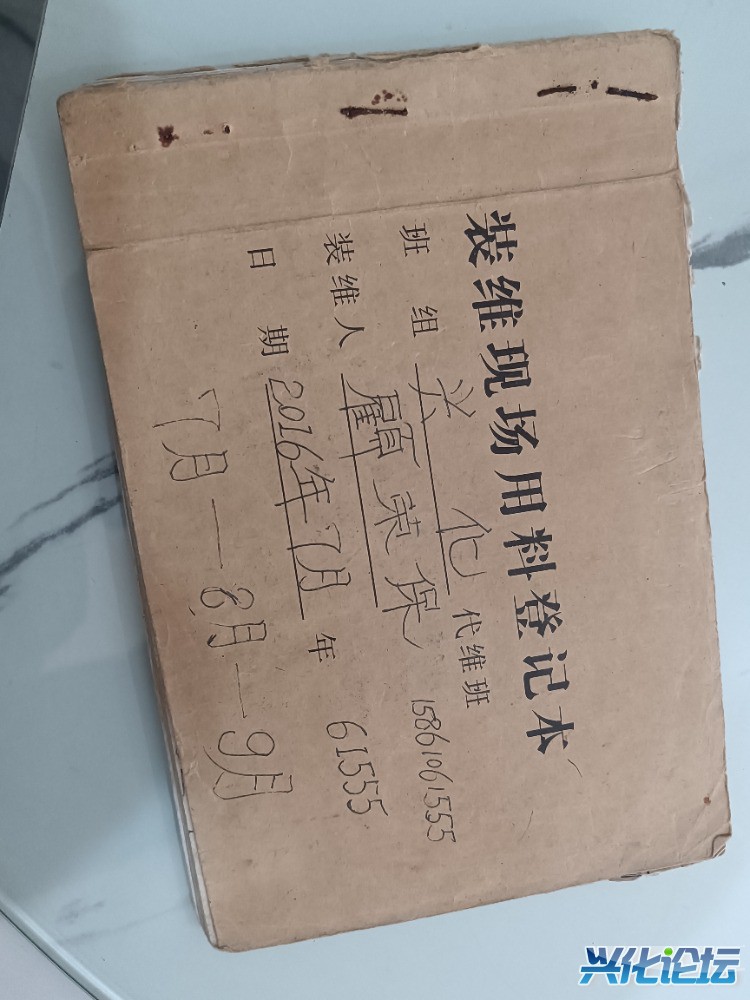 装维现场用料登记本
班组 兴化 代维班 15861061555
装维人 顧荣保 61555
日期 2016年7月 年
7月—8月—9月
兴化论坛